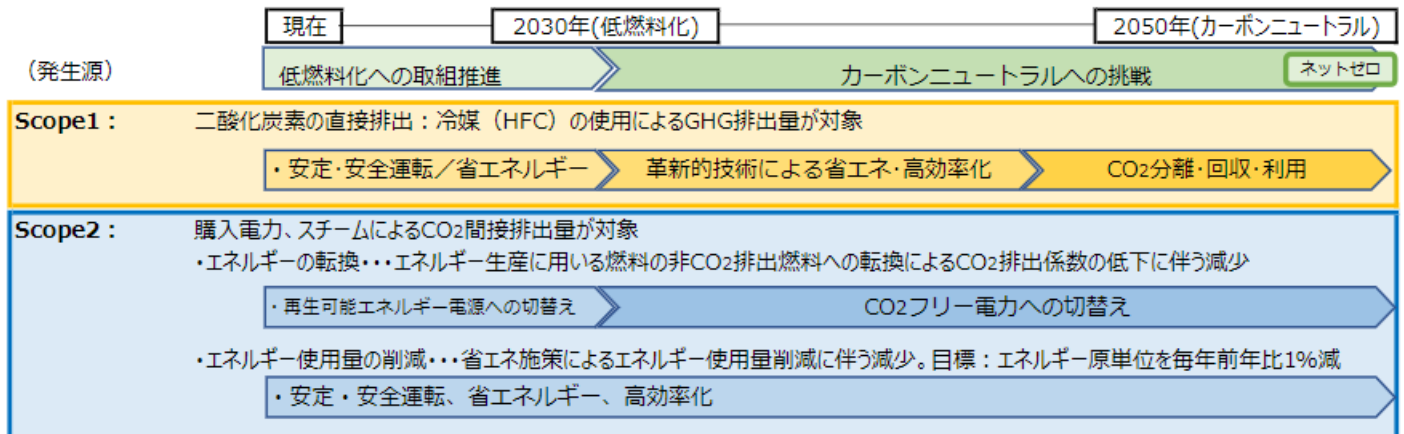 現在 2030年(低燃料化) 2050年(カーボンニュートラル)
（発生源） 低燃料化への取組推進 カーボンニュートラルへの挑戦 ネットゼロ
Scope1： 二酸化炭素の直接排出：冷媒（HFC）の使用によるGHG排出量が対象
・安定・安全運転／省エネルギー 革新的技術による省エネ・高効率化 CO2分離・回収・利用
Scope2： 購入電力、スチームによるCO2間接排出量が対象
・エネルギーの転換・・・エネルギー生産に用いる燃料の非CO2排出燃料への転換によるCO2排出係数の低下に伴う減少
・再生可能エネルギー電源への切替え CO2フリー電力への切替え
・エネルギー使用量の削減・・・省エネ施策によるエネルギー使用量削減に伴う減少。目標：エネルギー原単位を毎年前年比1%減
・安定・安全運転、省エネルギー、高効率化